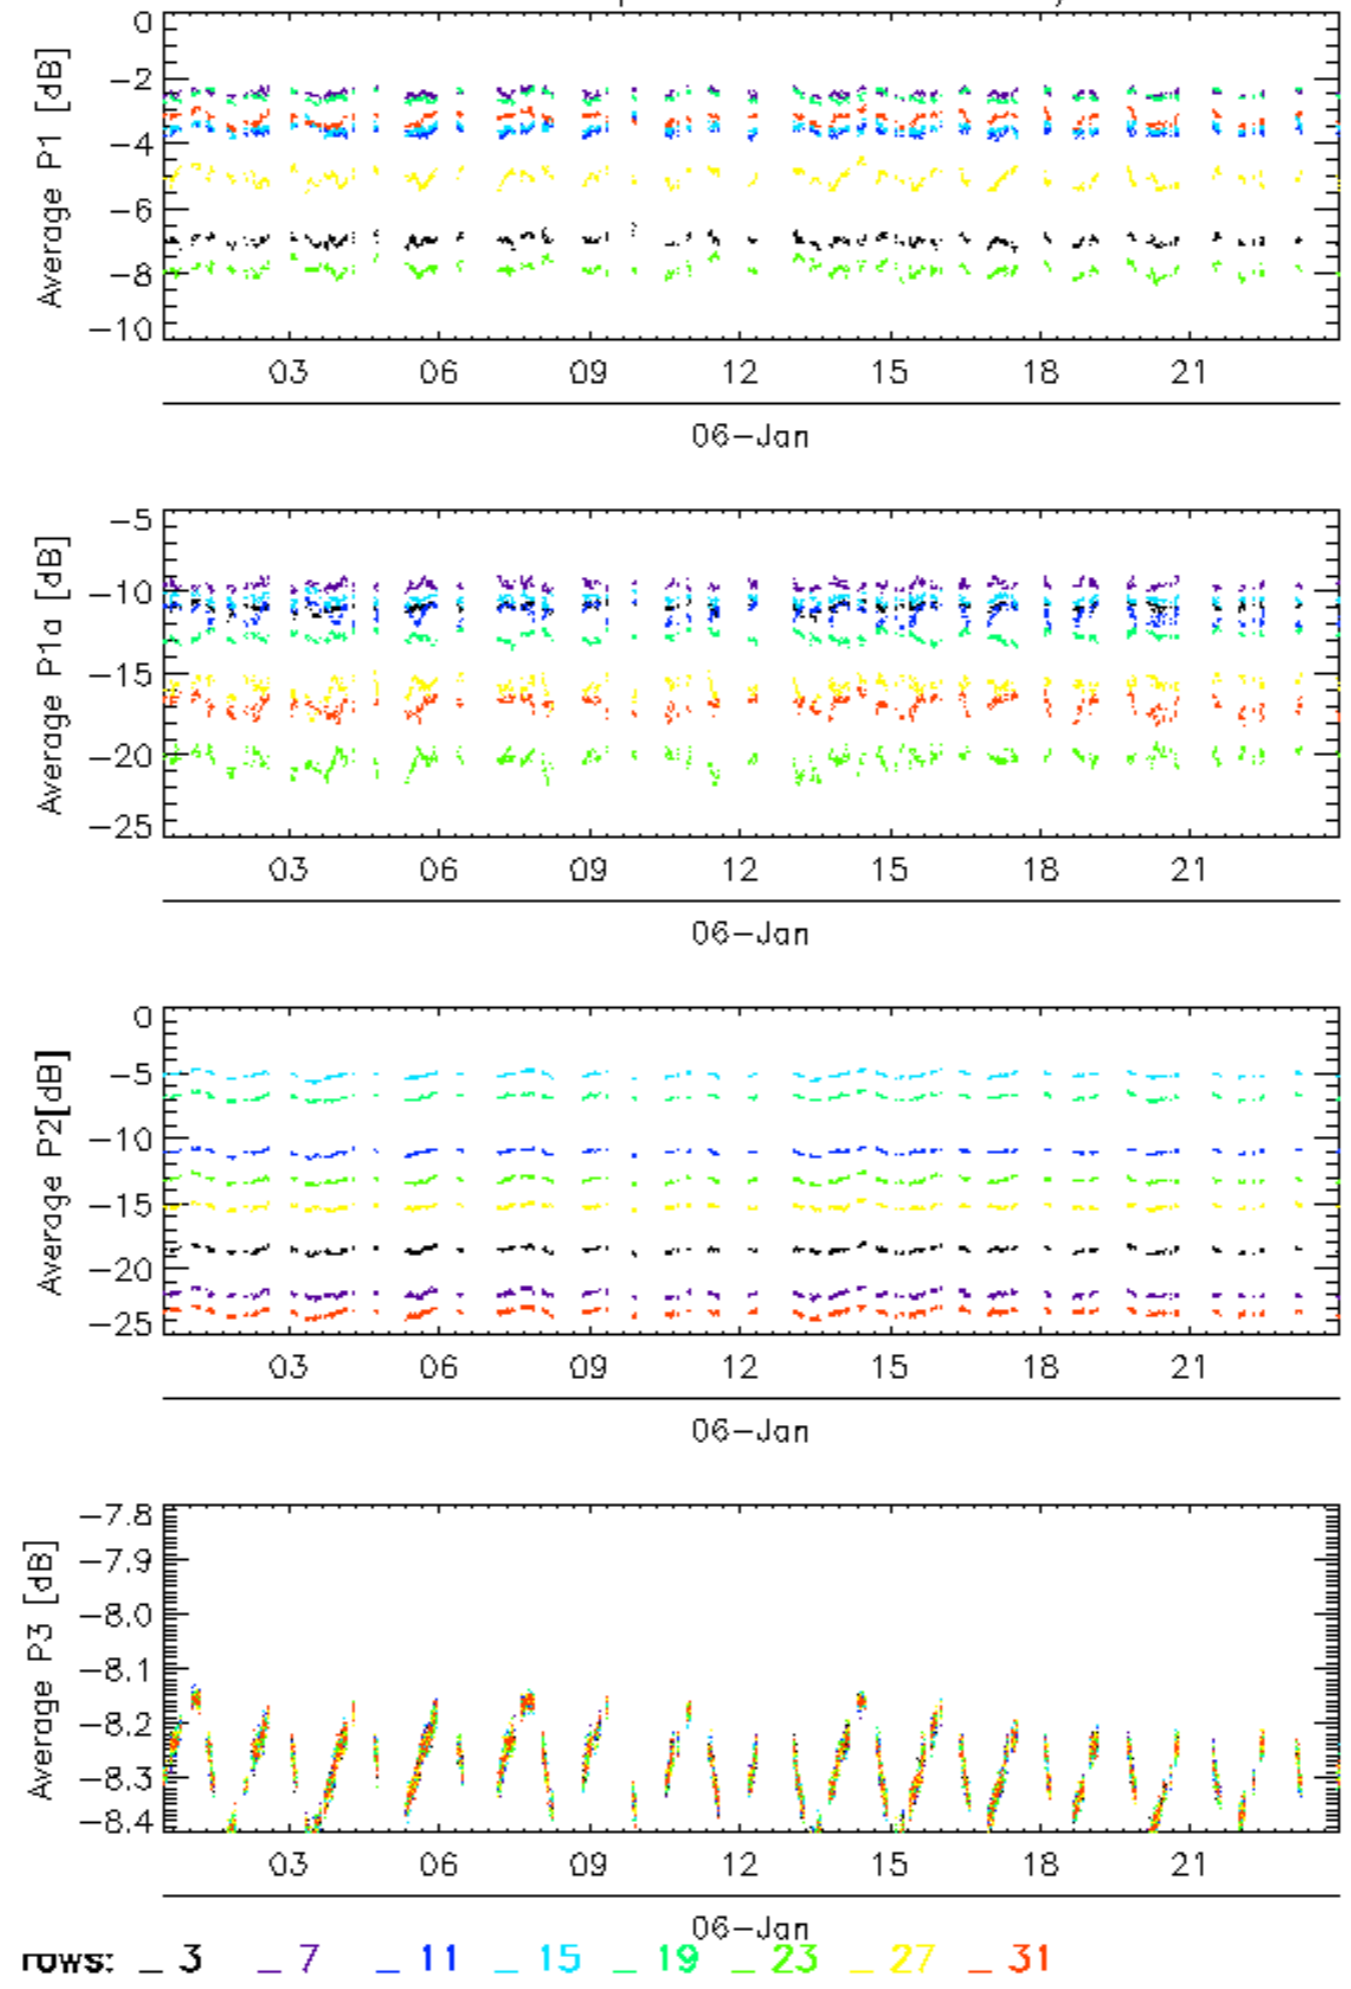 0
Average P1 [dB]
−2
−4
−6
−8
−10
03 06 09 12 15 18 21
06−Jan
−5
Average P1a [dB]
−10
−15
−20
−25
03 06 09 12 15 18 21
06−Jan
0
Average P2[dB]
−5
−10
−15
−20
−25
03 06 09 12 15 18 21
06−Jan
−7.8
Average P3 [dB]
−7.9
−8.0
−8.1
−8.2
−8.3
−8.4
03 06 09 12 15 18 21
06−Jan
rows: _ 3 _ 7 _ 11 _ 15 _ 19 _ 23 _ 27 _ 31